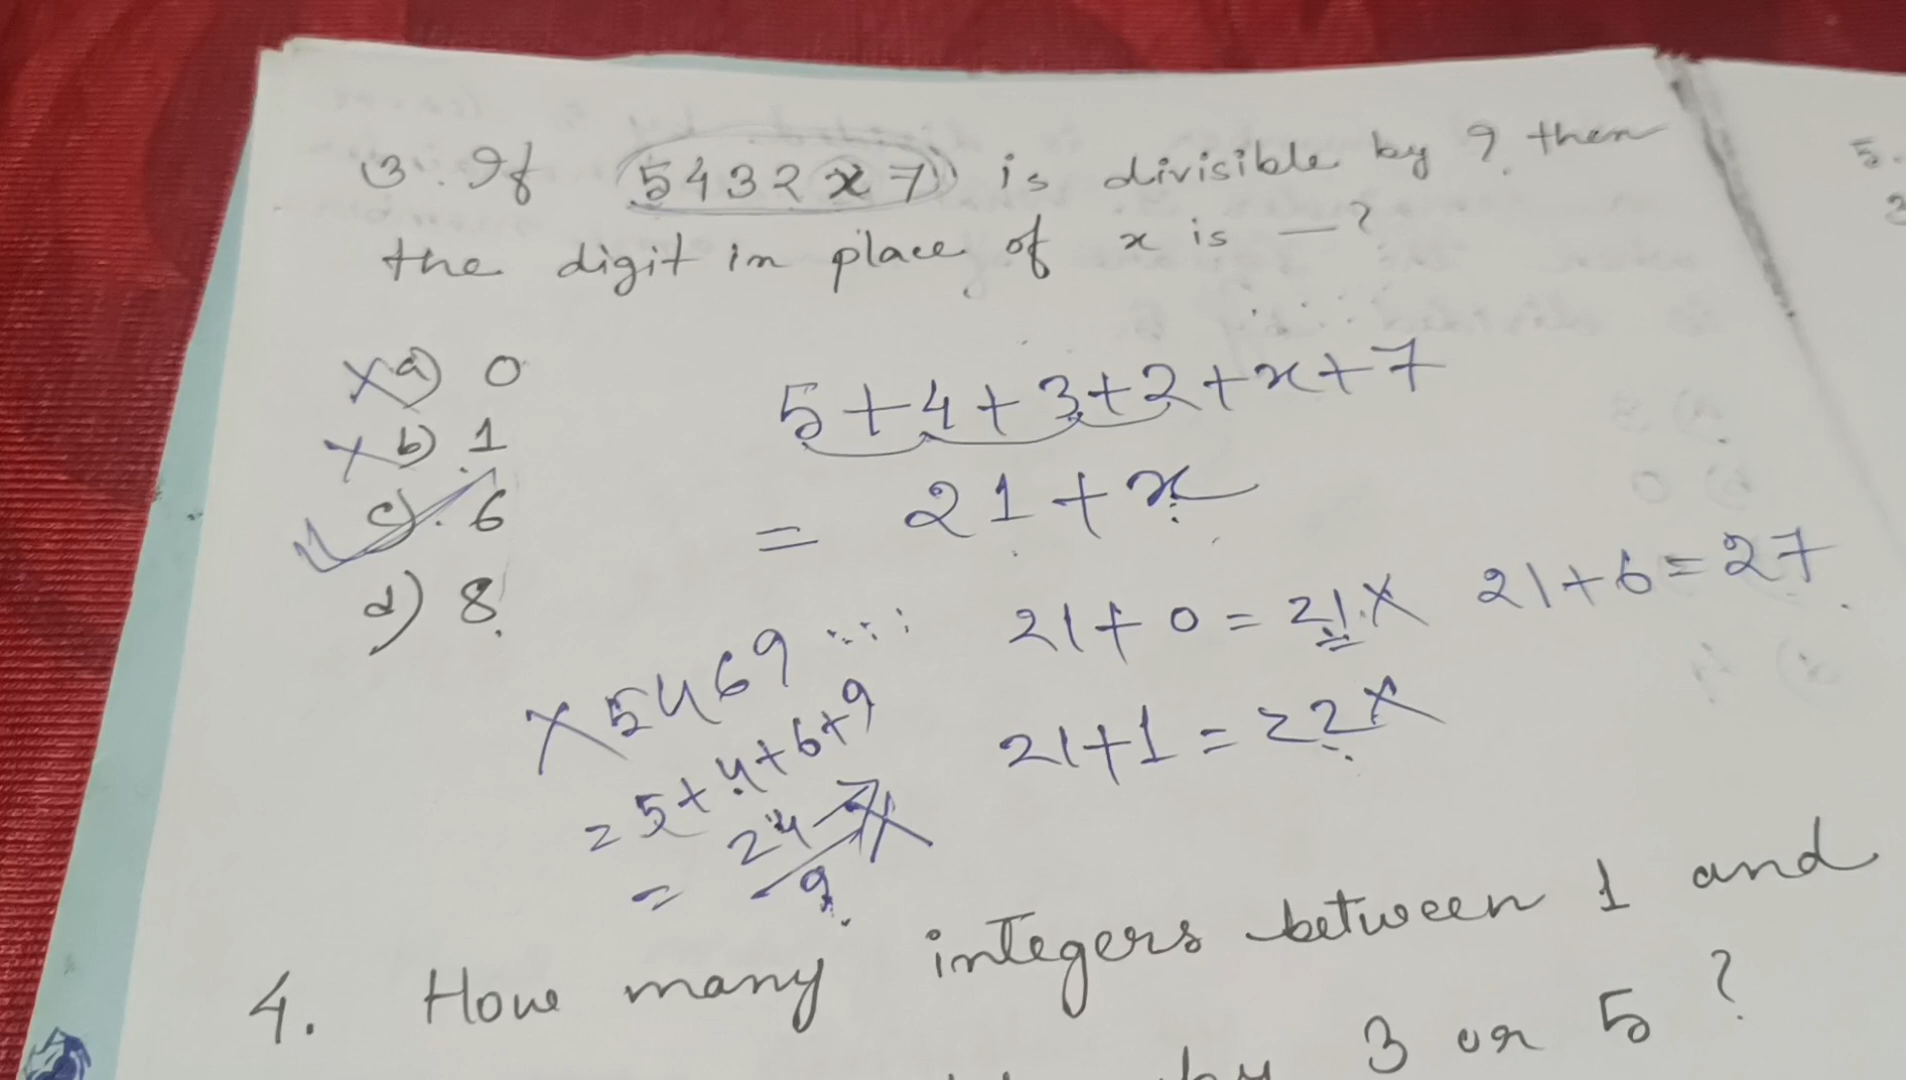 3. If 5432x7 is divisible by 9 then
the digit in place of x is — ?
a) 0
b) 1
c) 6
d) 8
5+4+3+2+x+7
= 21+x
21+0=21 X 21+6=27
21+1=22 X
X 5469
=5+4+6+9
= 24/9 X
4. How many integers between 1 and
by 3 or 5 ?
5.